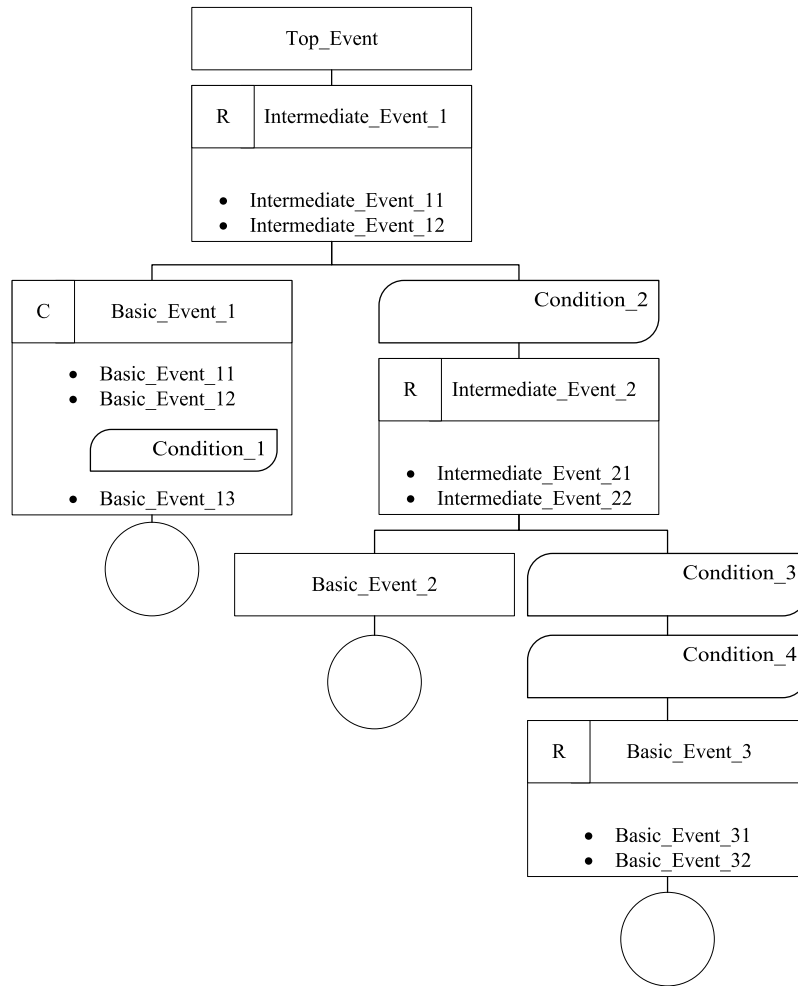 Top_Event
R Intermediate_Event_1
• Intermediate_Event_11
• Intermediate_Event_12
C Basic_Event_1
• Basic_Event_11
• Basic_Event_12
Condition_1
• Basic_Event_13
Condition_2
R Intermediate_Event_2
• Intermediate_Event_21
• Intermediate_Event_22
Basic_Event_2
Condition_3
Condition_4
R Basic_Event_3
• Basic_Event_31
• Basic_Event_32